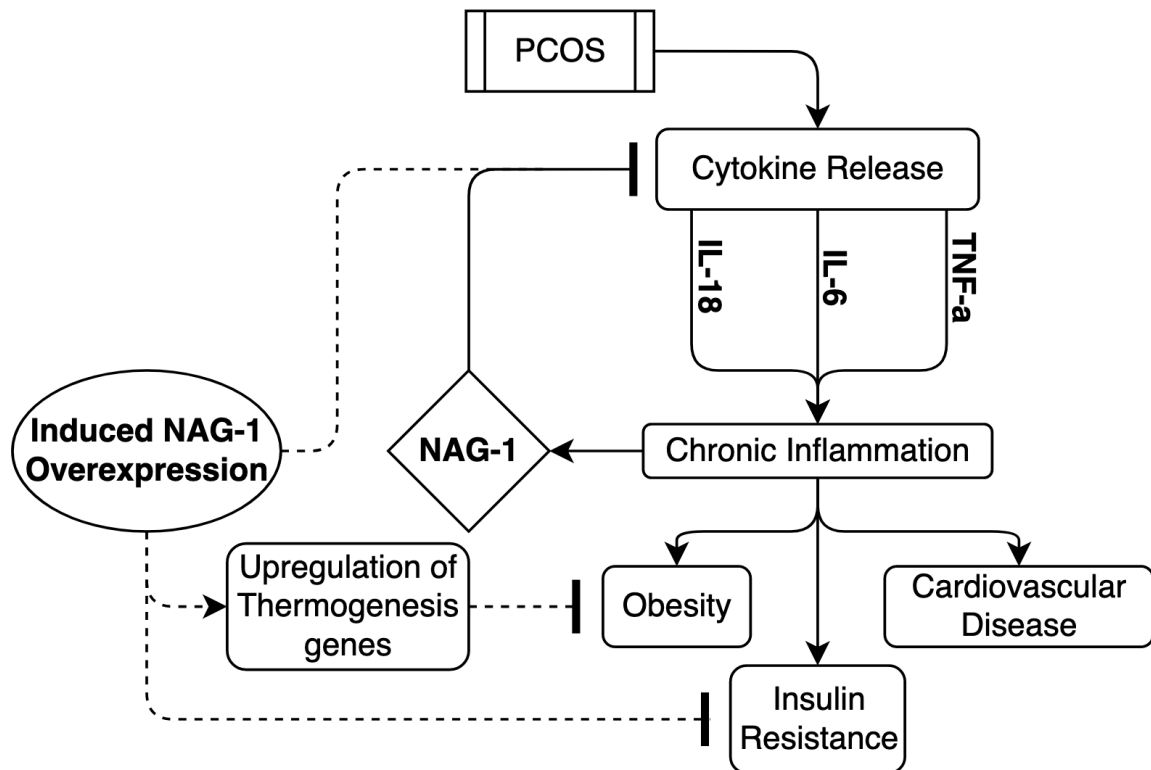 PCOS
Cytokine Release
IL-18
IL-6
TNF-a
Induced NAG-1
Overexpression
NAG-1
Chronic Inflammation
Upregulation of
Thermogenesis
genes
Obesity
Cardiovascular
Disease
Insulin
Resistance